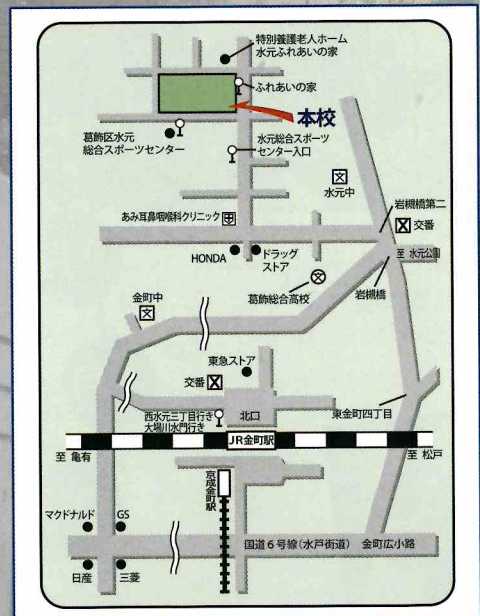 特別養護老人ホーム
水元ふれあいの家
ふれあいの家
本校
葛飾区水元
総合スポーツセンター
水元総合スポーツ
センター入口
水元中
岩槻橋第二
あみ耳鼻咽喉科クリニック
交番
至 水元公園
HONDA
ドラッグ
ストア
葛飾総合高校
岩槻橋
金町中
東急ストア
交番
西水元三丁目行き
大場川水門行き
北口
東金町四丁目
JR金町駅
至 亀有
至 松戸
京成金町駅
マクドナルド
GS
国道6号線(水戸街道)
金町広小路
日産
三菱